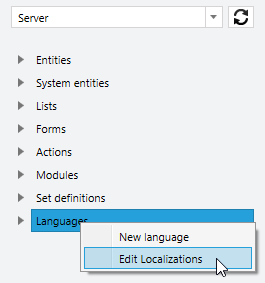 Server
Entities
System entities
Lists
Forms
Actions
Modules
Set definitions
Languages
New language
Edit Localizations